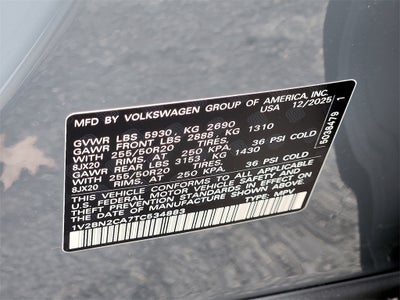 MFD BY VOLKSWAGEN GROUP OF AMERICA, INC.
USA 12/2025
GVWR LBS 5930, KG 2690
GAWR FRONT LBS 2888, KG 1310
WITH 255/50R20 TIRES,
8JX20 RIMS, AT 250 KPA, 36 PSI COLD
GAWR REAR LBS 3153, KG 1430
WITH 255/50R20
8JX20 RIMS, AT 250 KPA, 36 PSI COLD
THIS VEHICLE CONFORMS TO ALL APPLICABLE
FEDERAL MOTOR VEHICLE SAFETY AND
THEFT PREVENTION STANDARDS IN EFFECT
ON THE DATE OF MANUFACTURE SHOWN ABOVE.
1V2BN2CA7TC534883 TYPE: MPV
5038479 1